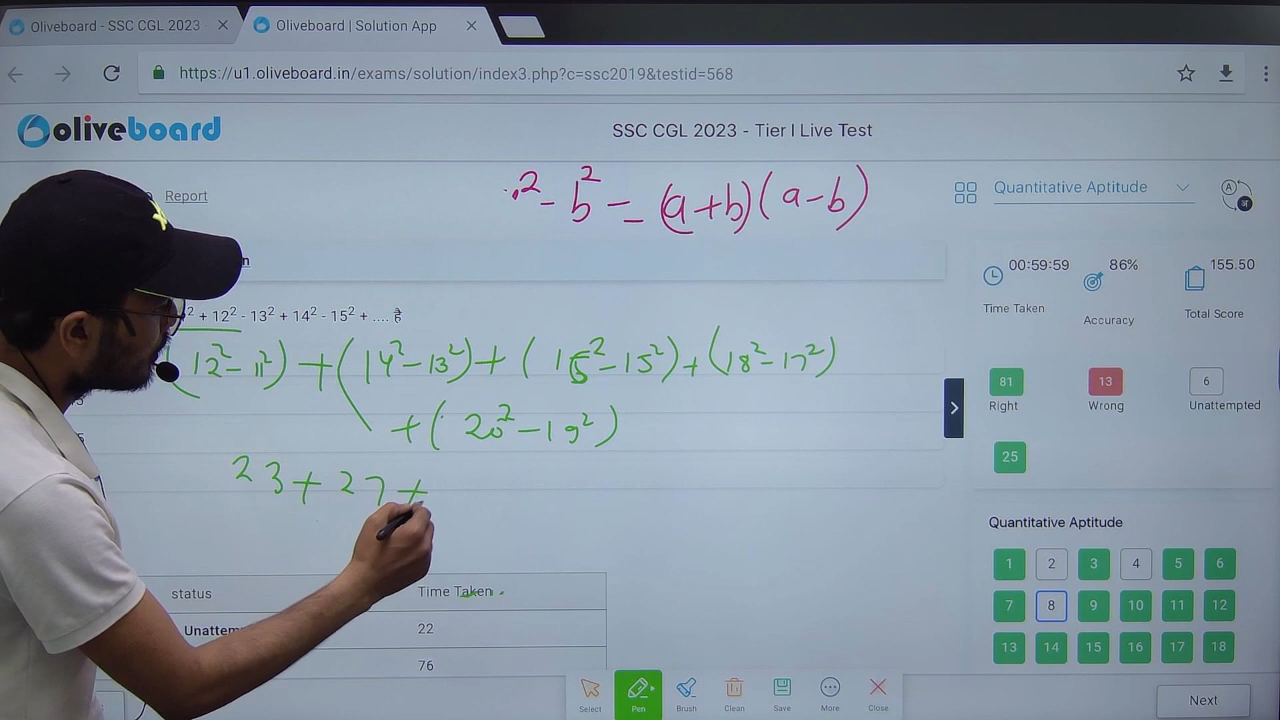 Oliveboard - SSC CGL 2023 -
Oliveboard | Solution App
https://u1.oliveboard.in/exams/solution/index3.php?c=ssc2019&testid=568
oliveboard
SSC CGL 2023 - Tier I Live Test
Report
² - b² = (a+b)(a-b)
Quantitative Aptitude
00:59:59
Time Taken
86%
Accuracy
155.50
Total Score
² + 12² - 13² + 14² - 15² + .... है
(12² - 11²) + (14² - 13²) + (15² - 15²) + (18² - 17²)
+ (20² - 19²)
23 + 27 +
81
Right
13
Wrong
6
Unattempted
25
Quantitative Aptitude
1 2 3 4 5 6
7 8 9 10 11 12
13 14 15 16 17 18
status Time Taken
Unattem 22
76
Select Pen Brush Clean Save More Close
Next